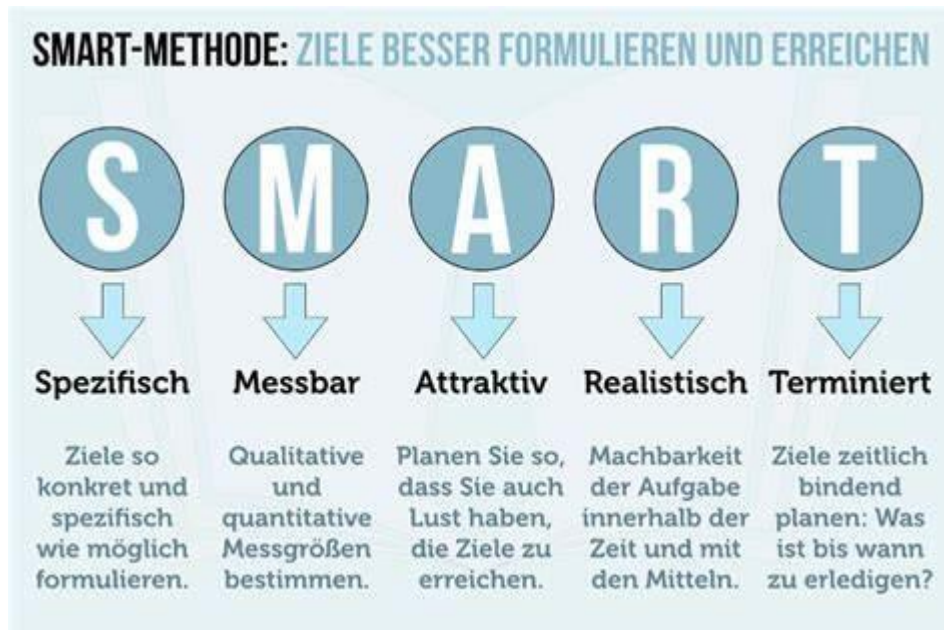 SMART-METHODE: ZIELE BESSER FORMULIEREN UND ERREICHEN
S
M
A
R
T
Spezifisch
Ziele so
konkret und
spezifisch
wie möglich
formulieren.
Messbar
Qualitative
und
quantitative
Messgrößen
bestimmen.
Attraktiv
Planen Sie so,
dass Sie auch
Lust haben,
die Ziele zu
erreichen.
Realistisch
Machbarkeit
der Aufgabe
innerhalb der
Zeit und mit
den Mitteln.
Terminiert
Ziele zeitlich
bindend
planen: Was
ist bis wann
zu erledigen?